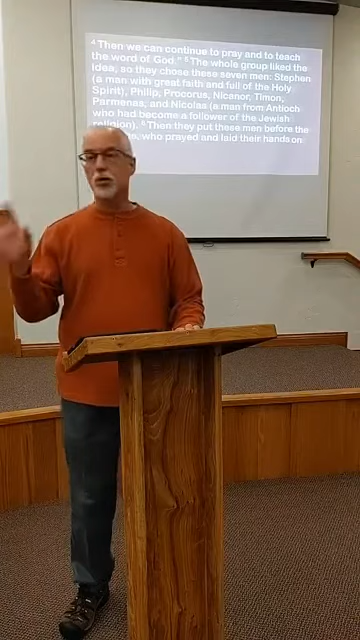 4 Then we can continue to pray and to teach
the word of God." 5 The whole group liked the
idea, so they chose these seven men: Stephen
(a man with great faith and full of the Holy
Spirit), Philip, Procorus, Nicanor, Timon,
Parmenas, and Nicolas (a man from Antioch
who had become a follower of the Jewish
religion). 6 Then they put these men before the
who prayed and laid their hands on